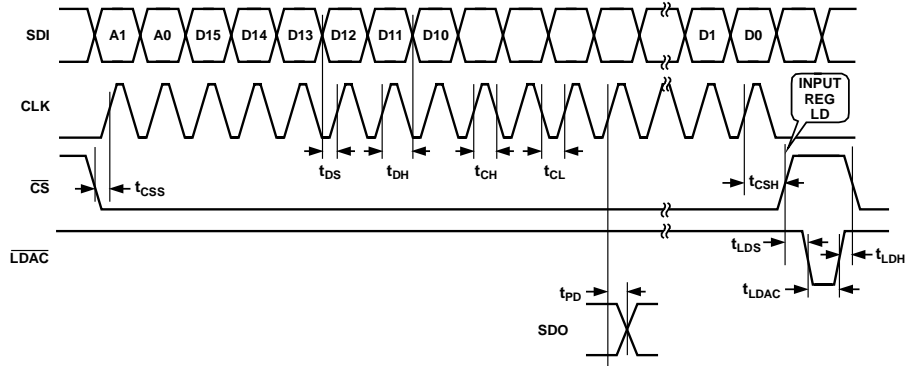 SDI A1 A0 D15 D14 D13 D12 D11 D10 D1 D0
CLK
INPUT
REG
LD
tDS tDH tCH tCL
CS tCSS tCSH
LDAC tLDS tLDH
tLDAC
tPD
SDO